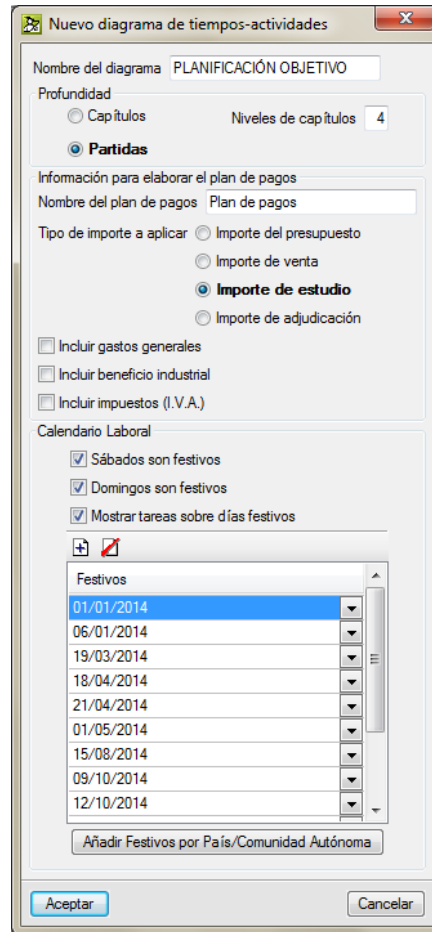 Nuevo diagrama de tiempos-actividades
Nombre del diagrama PLANIFICACIÓN OBJETIVO
Profundidad
Capítulos Niveles de capítulos 4
Partidas
Información para elaborar el plan de pagos
Nombre del plan de pagos Plan de pagos
Tipo de importe a aplicar Importe del presupuesto
Importe de venta
Importe de estudio
Importe de adjudicación
Incluir gastos generales
Incluir beneficio industrial
Incluir impuestos (I.V.A.)
Calendario Laboral
Sábados son festivos
Domingos son festivos
Mostrar tareas sobre días festivos
Festivos
01/01/2014
06/01/2014
19/03/2014
18/04/2014
21/04/2014
01/05/2014
15/08/2014
09/10/2014
12/10/2014
Añadir Festivos por País/Comunidad Autónoma
Aceptar Cancelar